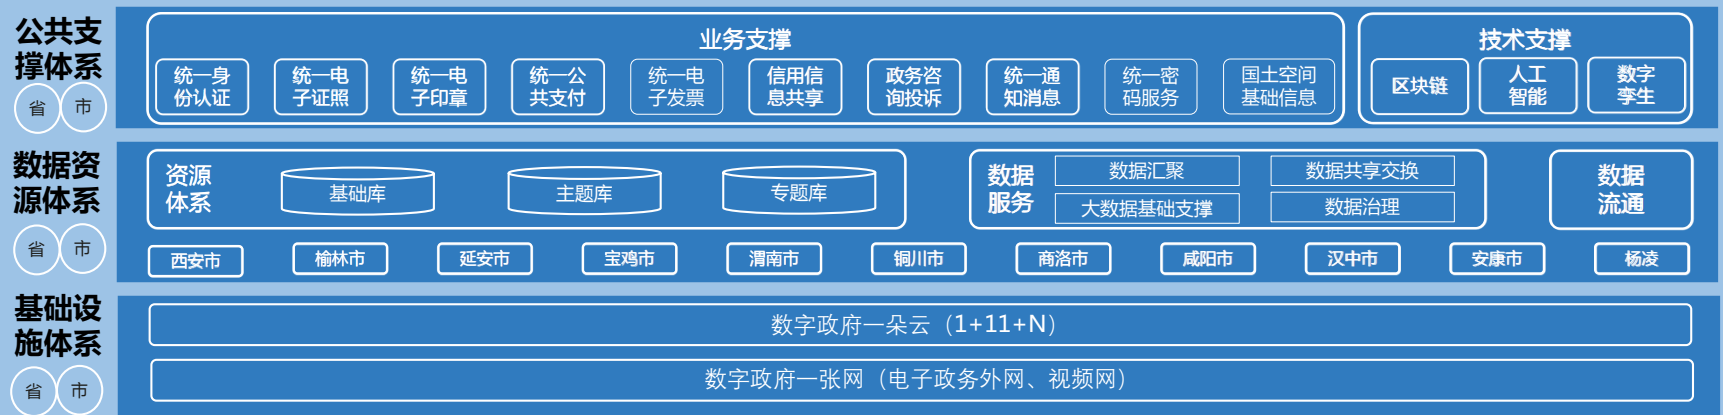 公共支
撑体系
省
市
业务支撑
统一身
份认证
统一电
子证照
统一电
子印章
统一公
共支付
统一电
子发票
信用信
息共享
政务咨
询投诉
统一通
知消息
统一密
码服务
国土空间
基础信息
技术支撑
区块链
人工
智能
数字
孪生
数据资
源体系
省
市
资源
体系
基础库
主题库
专题库
数据
服务
数据汇聚
数据共享交换
大数据基础支撑
数据治理
数据
流通
西安市
榆林市
延安市
宝鸡市
渭南市
铜川市
商洛市
咸阳市
汉中市
安康市
杨凌
基础设
施体系
省
市
数字政府一朵云（1+11+N）
数字政府一张网（电子政务外网、视频网）